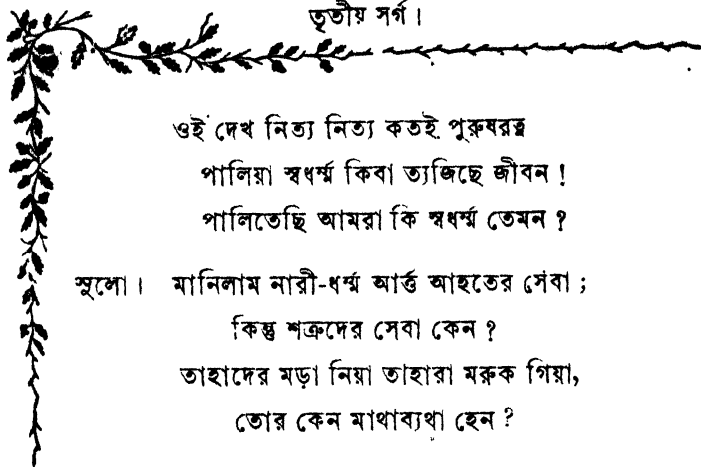 তৃতীয় সর্গ।
ওই দেখ নিত্য নিত্য কতই পুরুষরত্ন
পালিয়া স্বধর্ম্ম কিবা ত্যজিছে জীবন !
পালিতেছি আমরা কি স্বধর্ম্ম তেমন ?
সুলো। মানিলাম নারী-ধর্ম্ম আর্ত্ত আহতের সেবা ;
কিন্তু শত্রুদের সেবা কেন ?
তাহাদের মড়া নিয়া তাহারা মরুক গিয়া,
তোর কেন মাথাব্যথা হেন ?